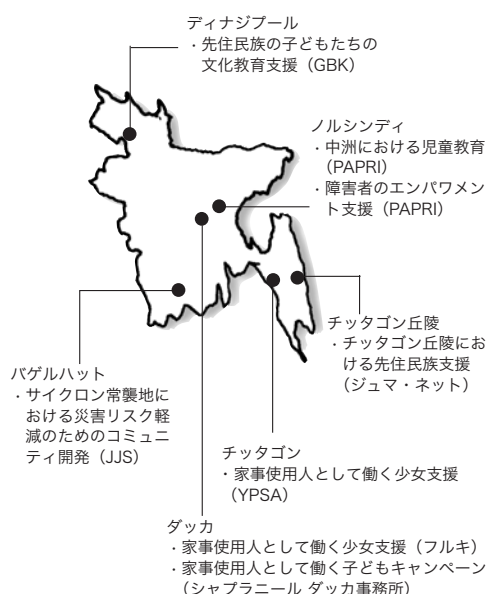 ディナジプール
・先住民族の子どもたちの
文化教育支援（GBK）
ノルシンディ
・中洲における児童教育
（PAPRI）
・障害者のエンパワメン
ト支援（PAPRI）
チッタゴン丘陵
・チッタゴン丘陵にお
ける先住民族支援
（ジュマ・ネット）
バゲルハット
・サイクロン常襲地に
おける災害リスク軽
減のためのコミュニ
ティ開発（JJS）
チッタゴン
・家事使用人として働く少女支援
（YPSA）
ダッカ
・家事使用人として働く少女支援（フルキ）
・家事使用人として働く子どもキャンペーン
（シャプラニール ダッカ事務所）